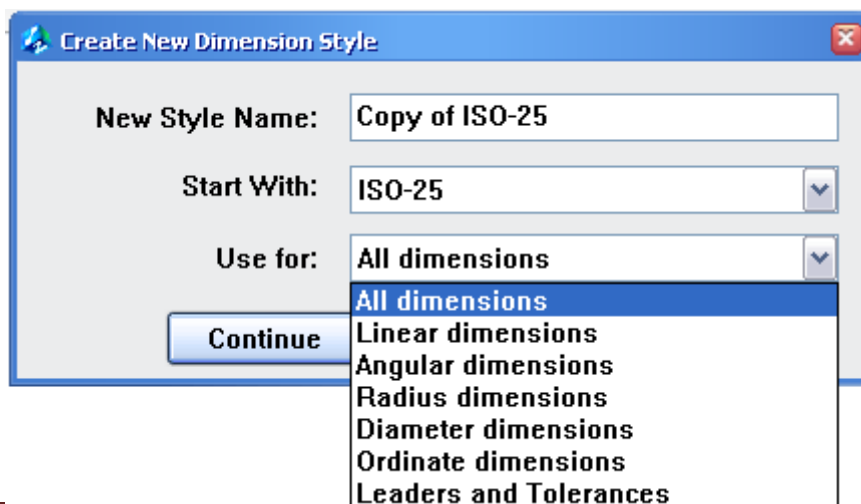 Create New Dimension Style
New Style Name: Copy of ISO-25
Start With: ISO-25
Use for: All dimensions
All dimensions
Continue Linear dimensions
Angular dimensions
Radius dimensions
Diameter dimensions
Ordinate dimensions
Leaders and Tolerances